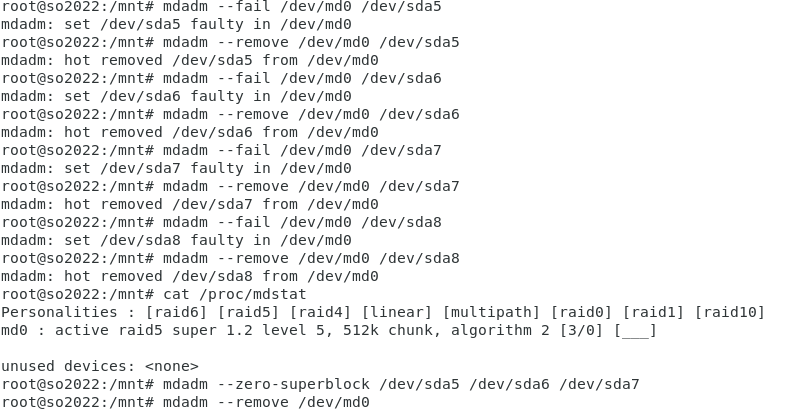 root@so2022:/mnt# mdadm --fail /dev/md0 /dev/sda5
mdadm: set /dev/sda5 faulty in /dev/md0
root@so2022:/mnt# mdadm --remove /dev/md0 /dev/sda5
mdadm: hot removed /dev/sda5 from /dev/md0
root@so2022:/mnt# mdadm --fail /dev/md0 /dev/sda6
mdadm: set /dev/sda6 faulty in /dev/md0
root@so2022:/mnt# mdadm --remove /dev/md0 /dev/sda6
mdadm: hot removed /dev/sda6 from /dev/md0
root@so2022:/mnt# mdadm --fail /dev/md0 /dev/sda7
mdadm: set /dev/sda7 faulty in /dev/md0
root@so2022:/mnt# mdadm --remove /dev/md0 /dev/sda7
mdadm: hot removed /dev/sda7 from /dev/md0
root@so2022:/mnt# mdadm --fail /dev/md0 /dev/sda8
mdadm: set /dev/sda8 faulty in /dev/md0
root@so2022:/mnt# mdadm --remove /dev/md0 /dev/sda8
mdadm: hot removed /dev/sda8 from /dev/md0
root@so2022:/mnt# cat /proc/mdstat
Personalities : [raid6] [raid5] [raid4] [linear] [multipath] [raid0] [raid1] [raid10]
md0 : active raid5 super 1.2 level 5, 512k chunk, algorithm 2 [3/0] [___]

unused devices: <none>
root@so2022:/mnt# mdadm --zero-superblock /dev/sda5 /dev/sda6 /dev/sda7
root@so2022:/mnt# mdadm --remove /dev/md0